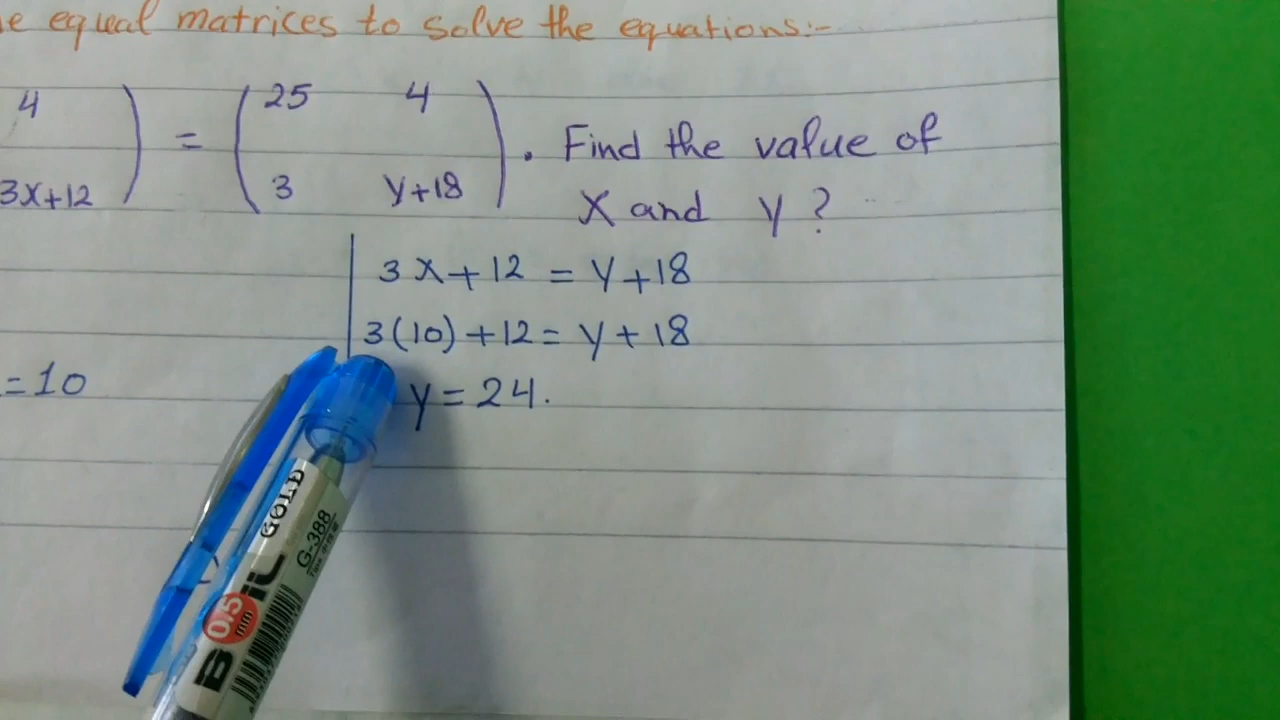 e equal matrices to solve the equations:-
4 = 25 4 . Find the value of
3x+12 3 y+18 x and y ?
3x+12 = y+18
3(10)+12 = y+18
=10 y=24.
GOLD
G-388
0.5 mm